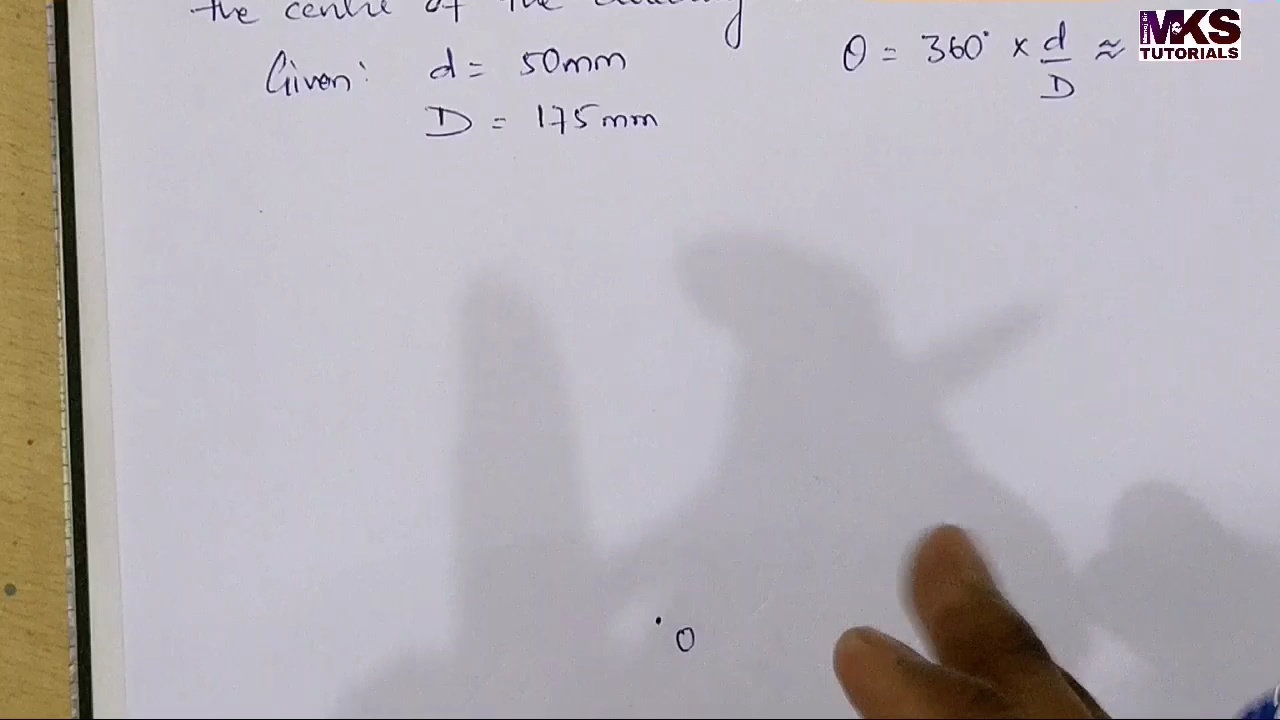 the centre of the
Given: d = 50mm
D = 175mm
θ = 360° × d/D ≈
MKS
TUTORIALS
O